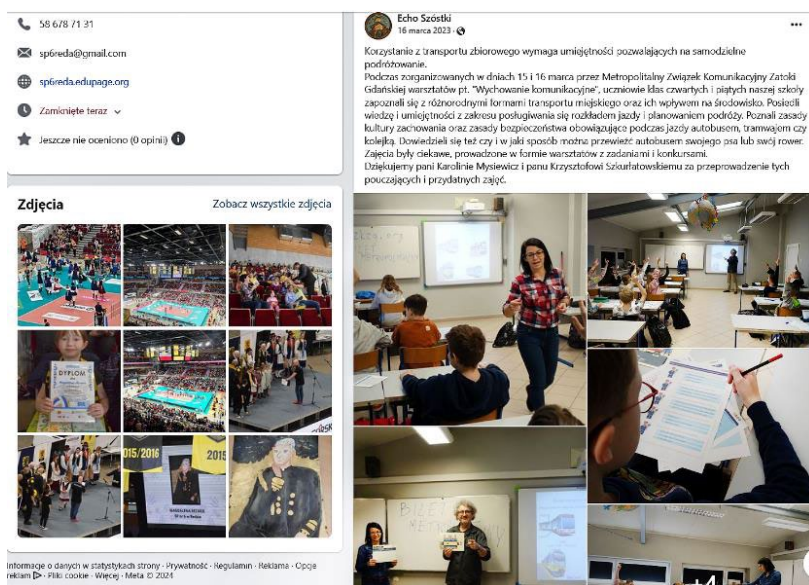 58 678 71 31
sp6reda@gmail.com
sp6reda.edupage.org
Zamknięte teraz
Jeszcze nie oceniono (0 opinii)
Zdjęcia
Zobacz wszystkie zdjęcia
DYPLOM
2015/2016
2015
Informacje o danych w statystykach strony · Prywatność · Regulamin · Reklama · Opcje
reklam · Pliki cookie · Więcej · Meta © 2024
Echo Szóstki
16 marca 2023 ·
Korzystanie z transportu zbiorowego wymaga umiejętności pozwalających na samodzielne
podróżowanie.
Podczas zorganizowanych w dniach 15 i 16 marca przez Metropolitalny Związek Komunikacyjny Zatoki
Gdańskiej warsztatów pt. "Wychowanie komunikacyjne", uczniowie klas czwartych i piątych naszej szkoły
zapoznali się z różnorodnymi formami transportu miejskiego oraz ich wpływem na środowisko. Posiedli
wiedzę i umiejętności z zakresu posługiwania się rozkładem jazdy i planowaniem podróży. Poznali zasady
kultury zachowania oraz zasady bezpieczeństwa obowiązujące podczas jazdy autobusem, tramwajem czy
kolejką. Dowiedzieli się też czy i w jaki sposób można przewieźć autobusem swojego psa lub swój rower.
Zajęcia były ciekawe, prowadzone w formie warsztatów z zadaniami i konkursami.
Dziękujemy pani Karolinie Mysiewicz i panu Krzysztofowi Szkurłatowskiemu za przeprowadzenie tych
pouczających i przydatnych zajęć.
BILET
+4